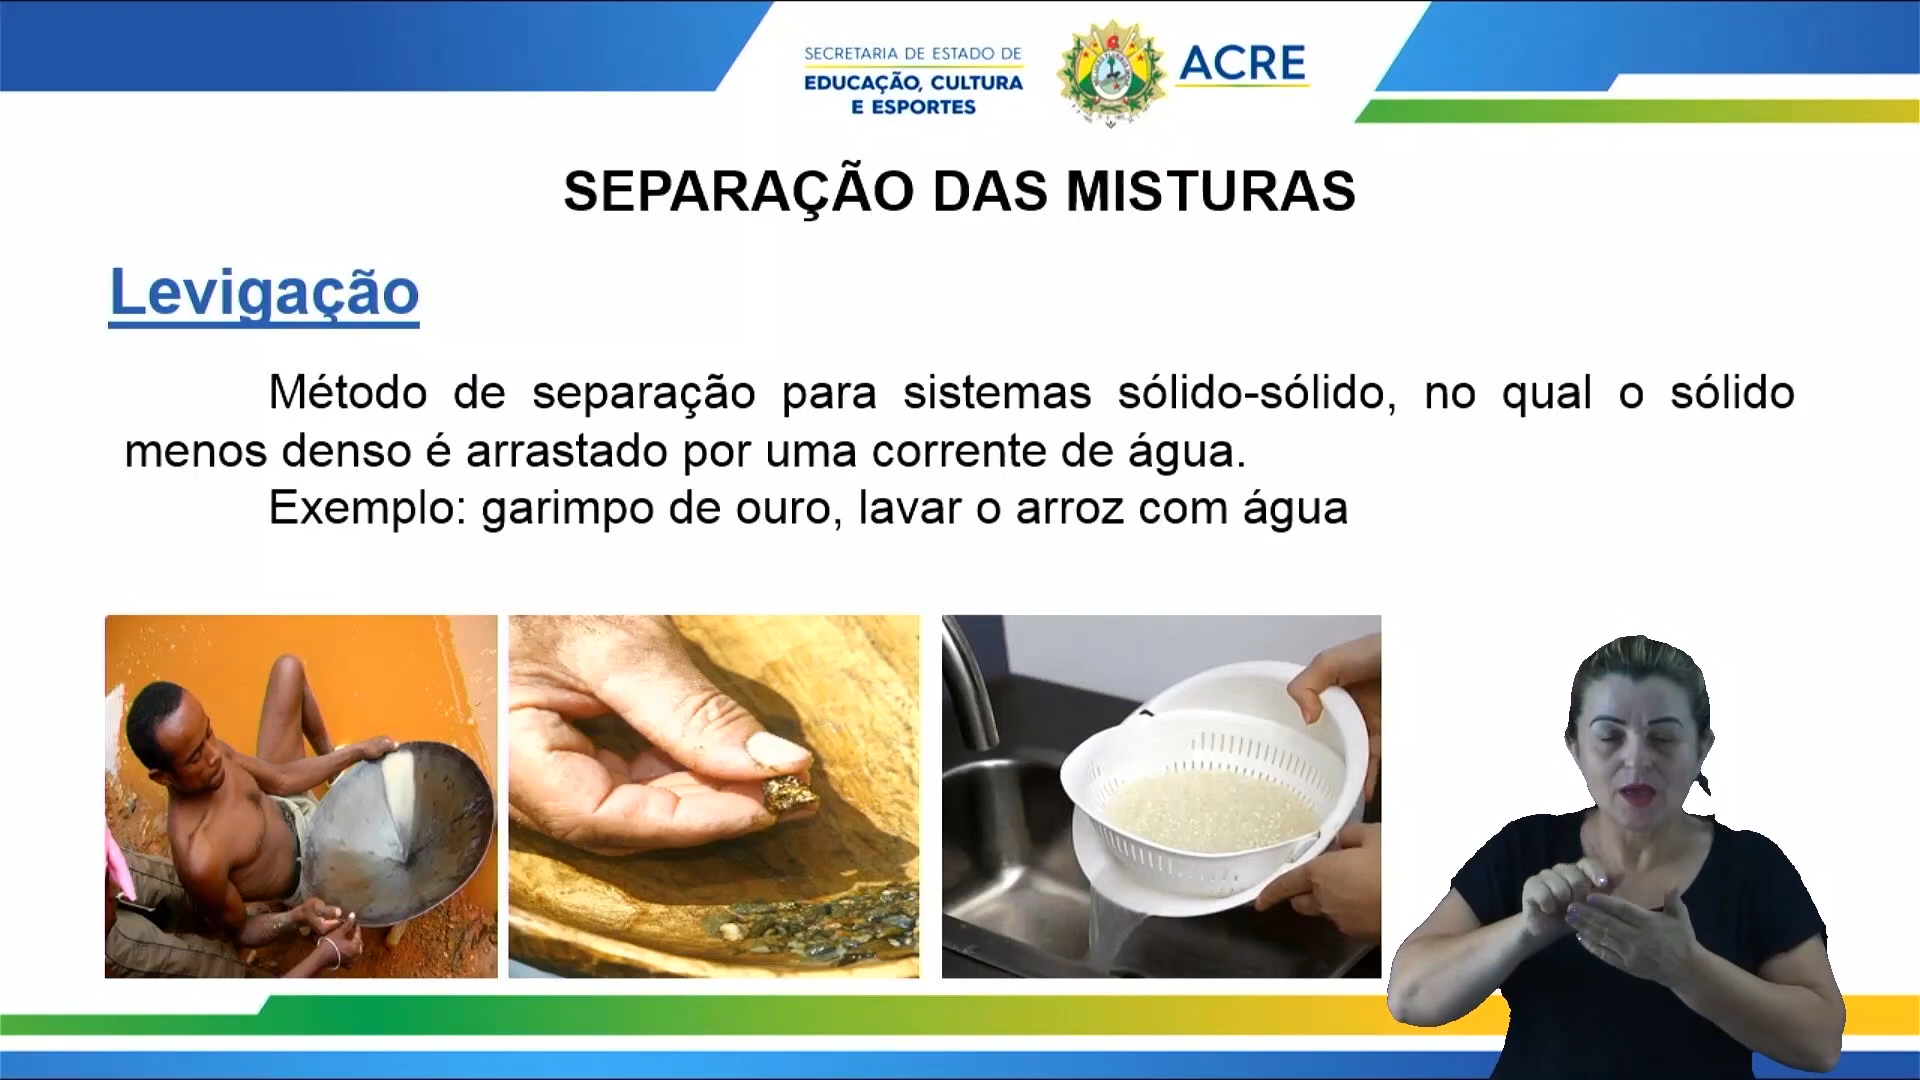 SECRETARIA DE ESTADO DE
EDUCAÇÃO, CULTURA
E ESPORTES
ACRE
SEPARAÇÃO DAS MISTURAS
Levigação
Método de separação para sistemas sólido-sólido, no qual o sólido
menos denso é arrastado por uma corrente de água.
Exemplo: garimpo de ouro, lavar o arroz com água